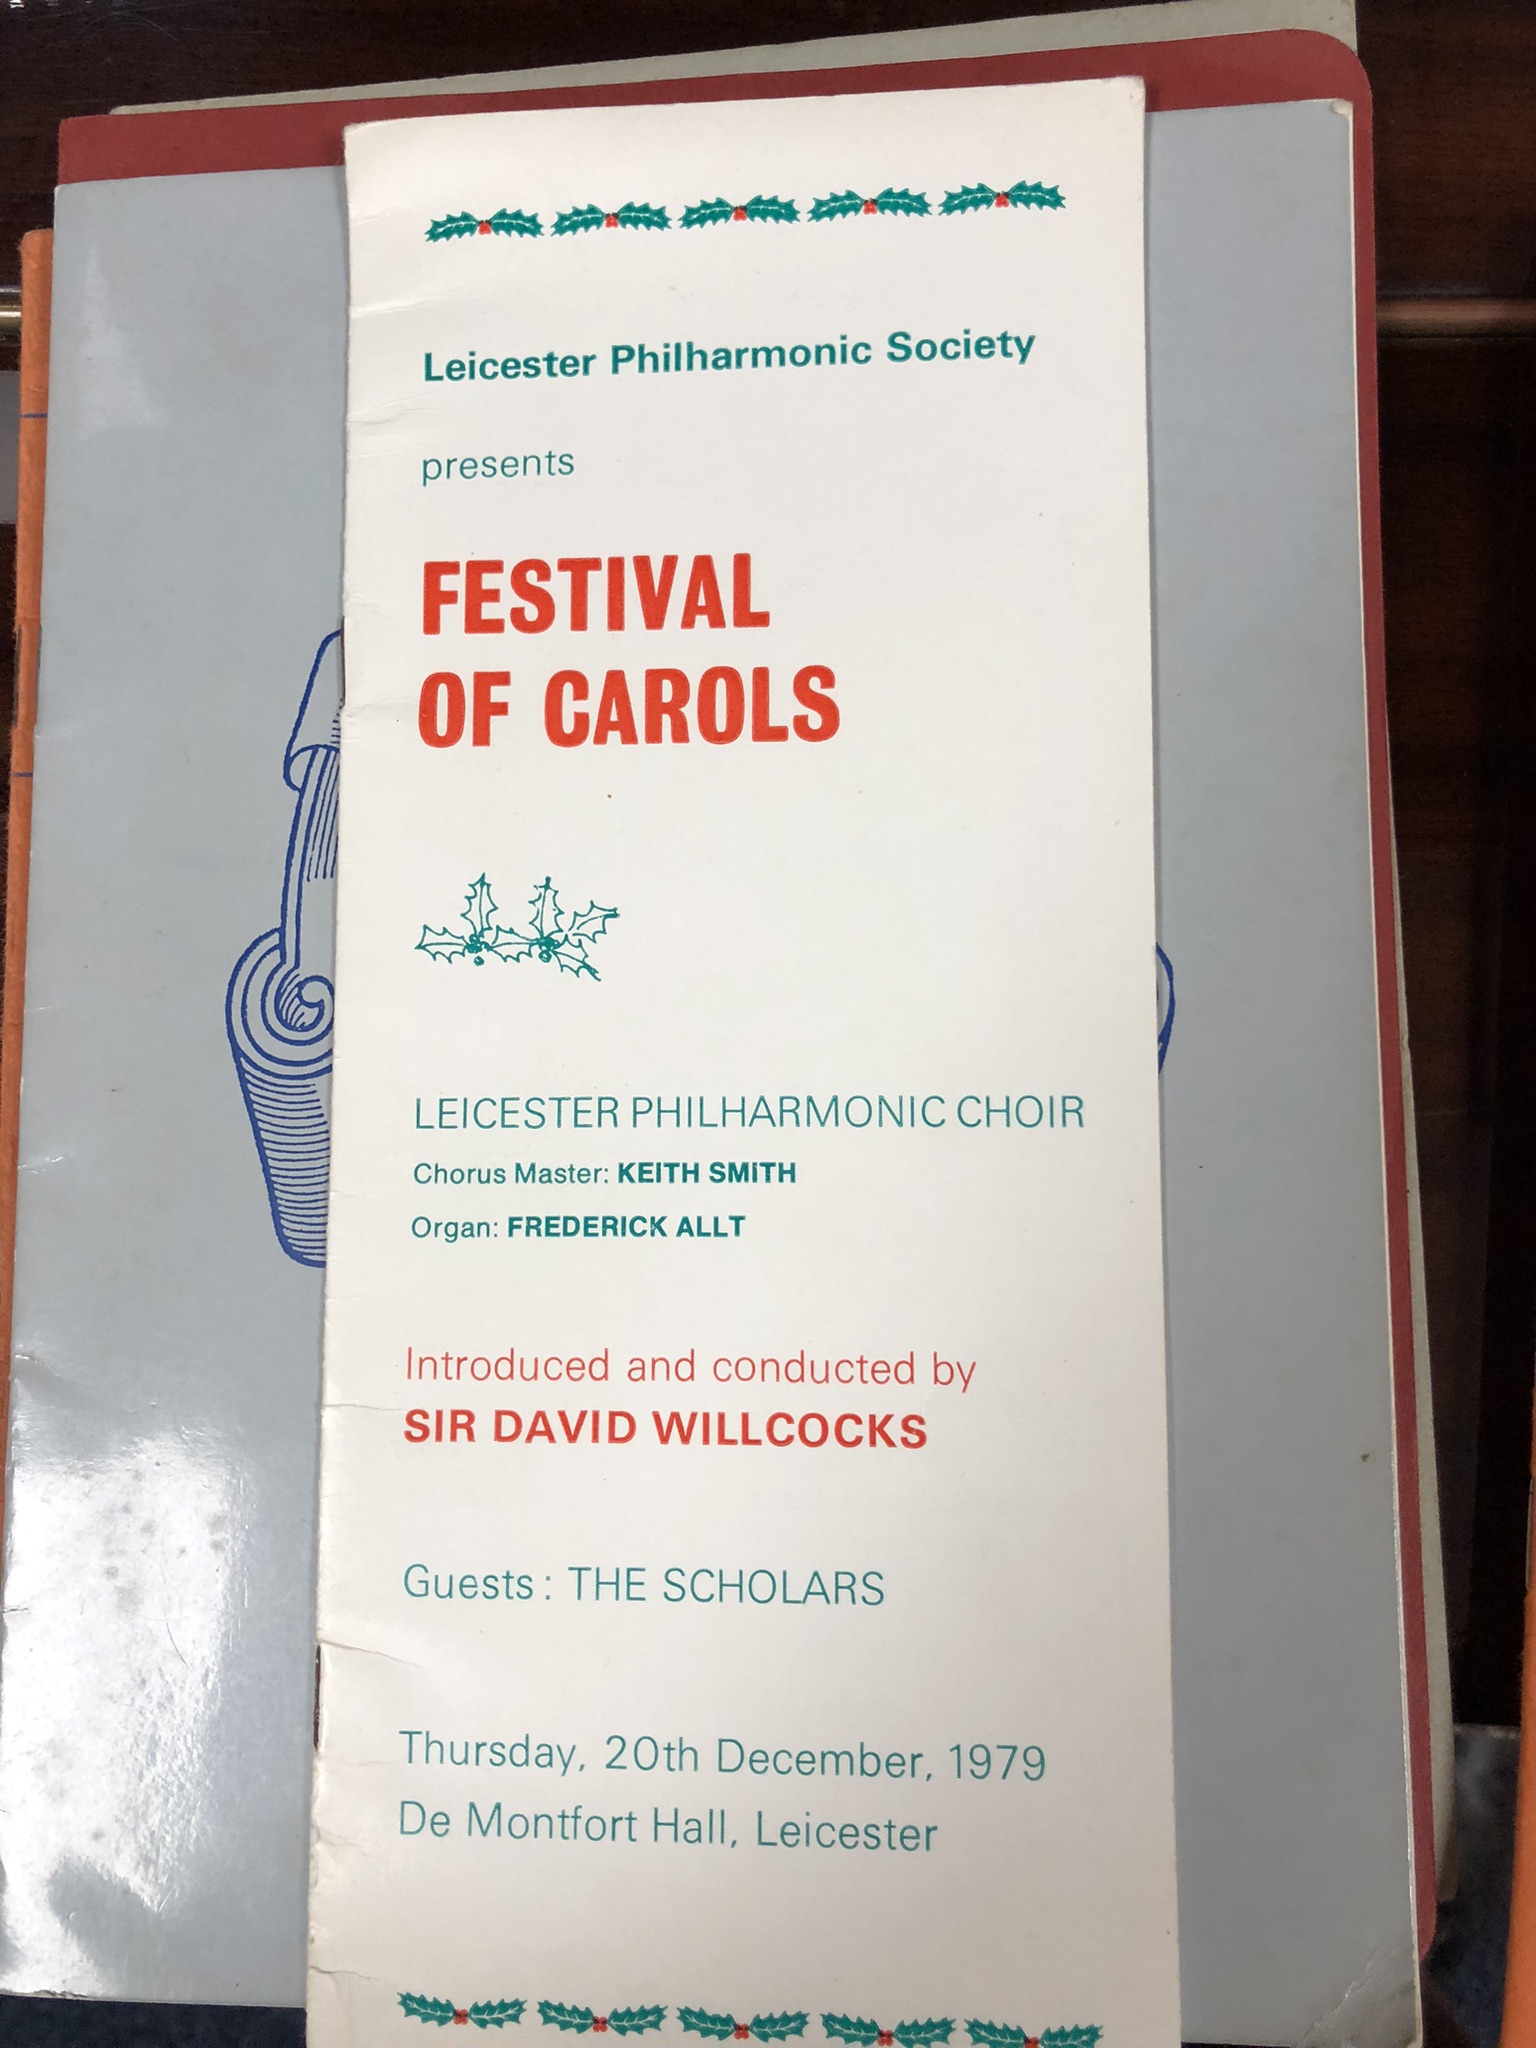 Leicester Philharmonic Society
presents
FESTIVAL
OF CAROLS
LEICESTER PHILHARMONIC CHOIR
Chorus Master: KEITH SMITH
Organ: FREDERICK ALLT
Introduced and conducted by
SIR DAVID WILLCOCKS
Guests: THE SCHOLARS
Thursday, 20th December, 1979
De Montfort Hall, Leicester